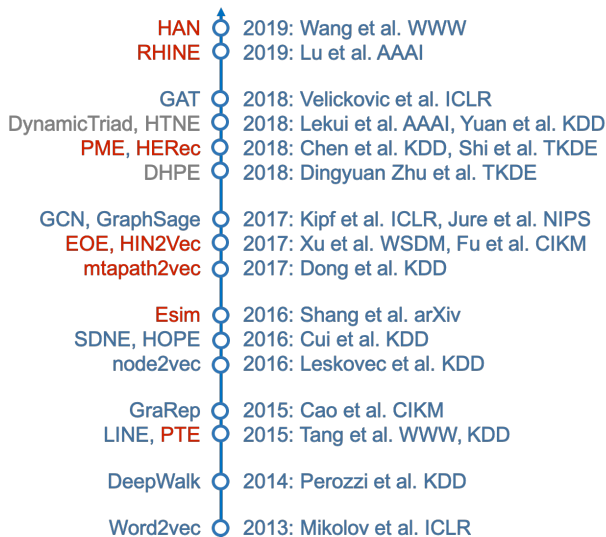 HAN 2019: Wang et al. WWW
RHINE 2019: Lu et al. AAAI
GAT 2018: Velickovic et al. ICLR
DynamicTriad, HTNE 2018: Lekui et al. AAAI, Yuan et al. KDD
PME, HERec 2018: Chen et al. KDD, Shi et al. TKDE
DHPE 2018: Dingyuan Zhu et al. TKDE
GCN, GraphSage 2017: Kipf et al. ICLR, Jure et al. NIPS
EOE, HIN2Vec 2017: Xu et al. WSDM, Fu et al. CIKM
mtapath2vec 2017: Dong et al. KDD
Esim 2016: Shang et al. arXiv
SDNE, HOPE 2016: Cui et al. KDD
node2vec 2016: Leskovec et al. KDD
GraRep 2015: Cao et al. CIKM
LINE, PTE 2015: Tang et al. WWW, KDD
DeepWalk 2014: Perozzi et al. KDD
Word2vec 2013: Mikolov et al. ICLR